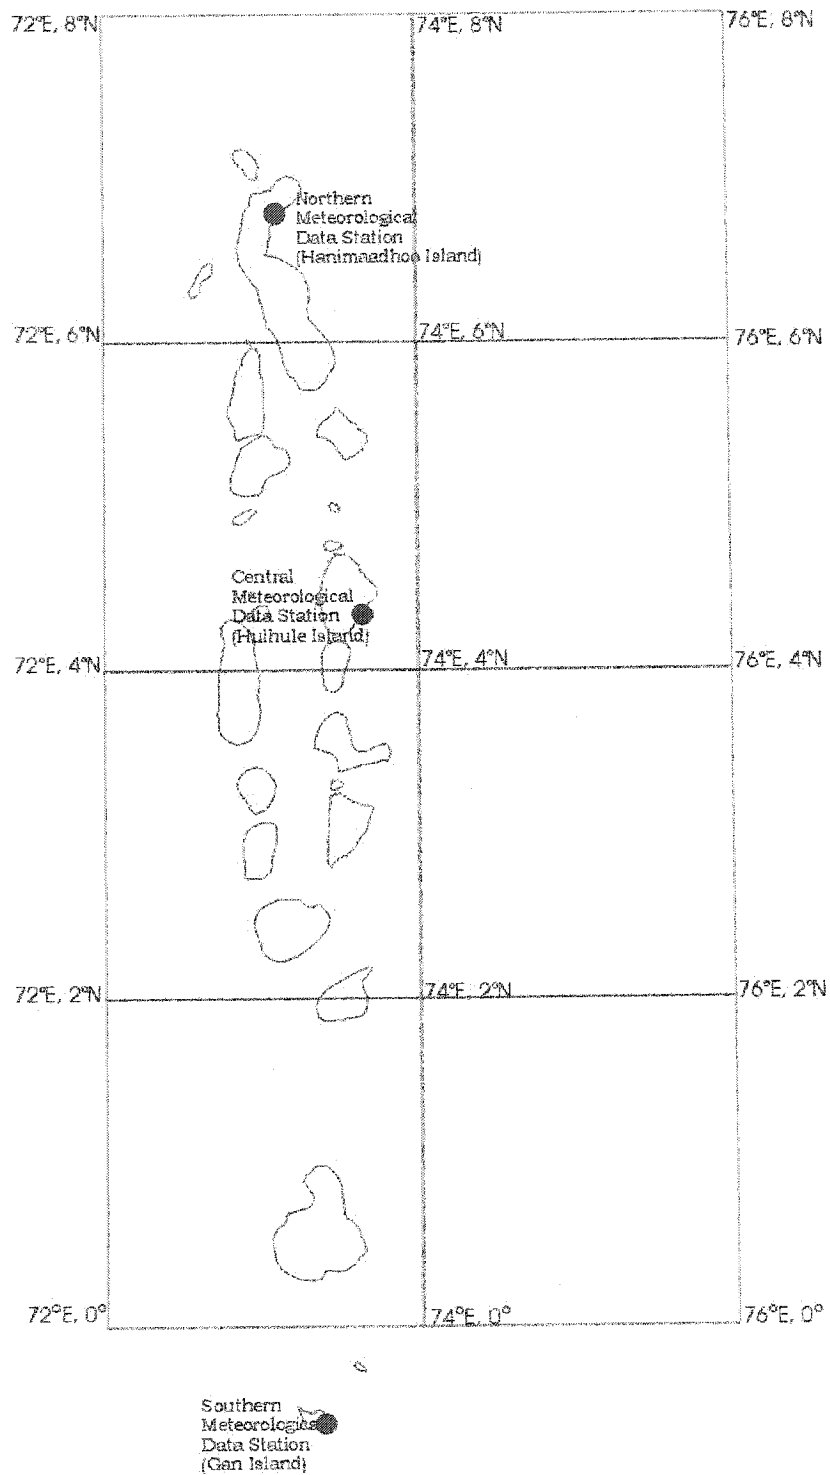 72°E, 8°N
74°E, 8°N
76°E, 8°N
Northern
Meteorological
Data Station
(Hanimaadhoo Island)
72°E, 6°N
74°E, 6°N
76°E, 6°N
Central
Meteorological
Data Station
(Hulhule Island)
72°E, 4°N
74°E, 4°N
76°E, 4°N
72°E, 2°N
74°E, 2°N
76°E, 2°N
72°E, 0°
74°E, 0°
76°E, 0°
Southern
Meteorological
Data Station
(Gan Island)